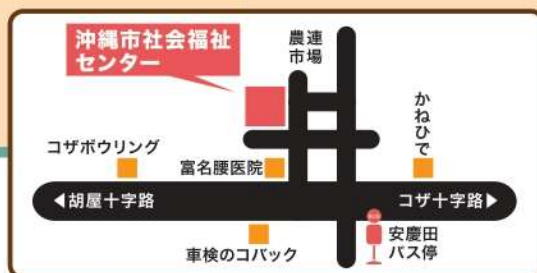 沖縄市社会福祉
センター
農連
市場
かねひで
コザボウリング
富名腰医院
◀胡屋十字路
コザ十字路▶
車検のコバック
安慶田
バス停